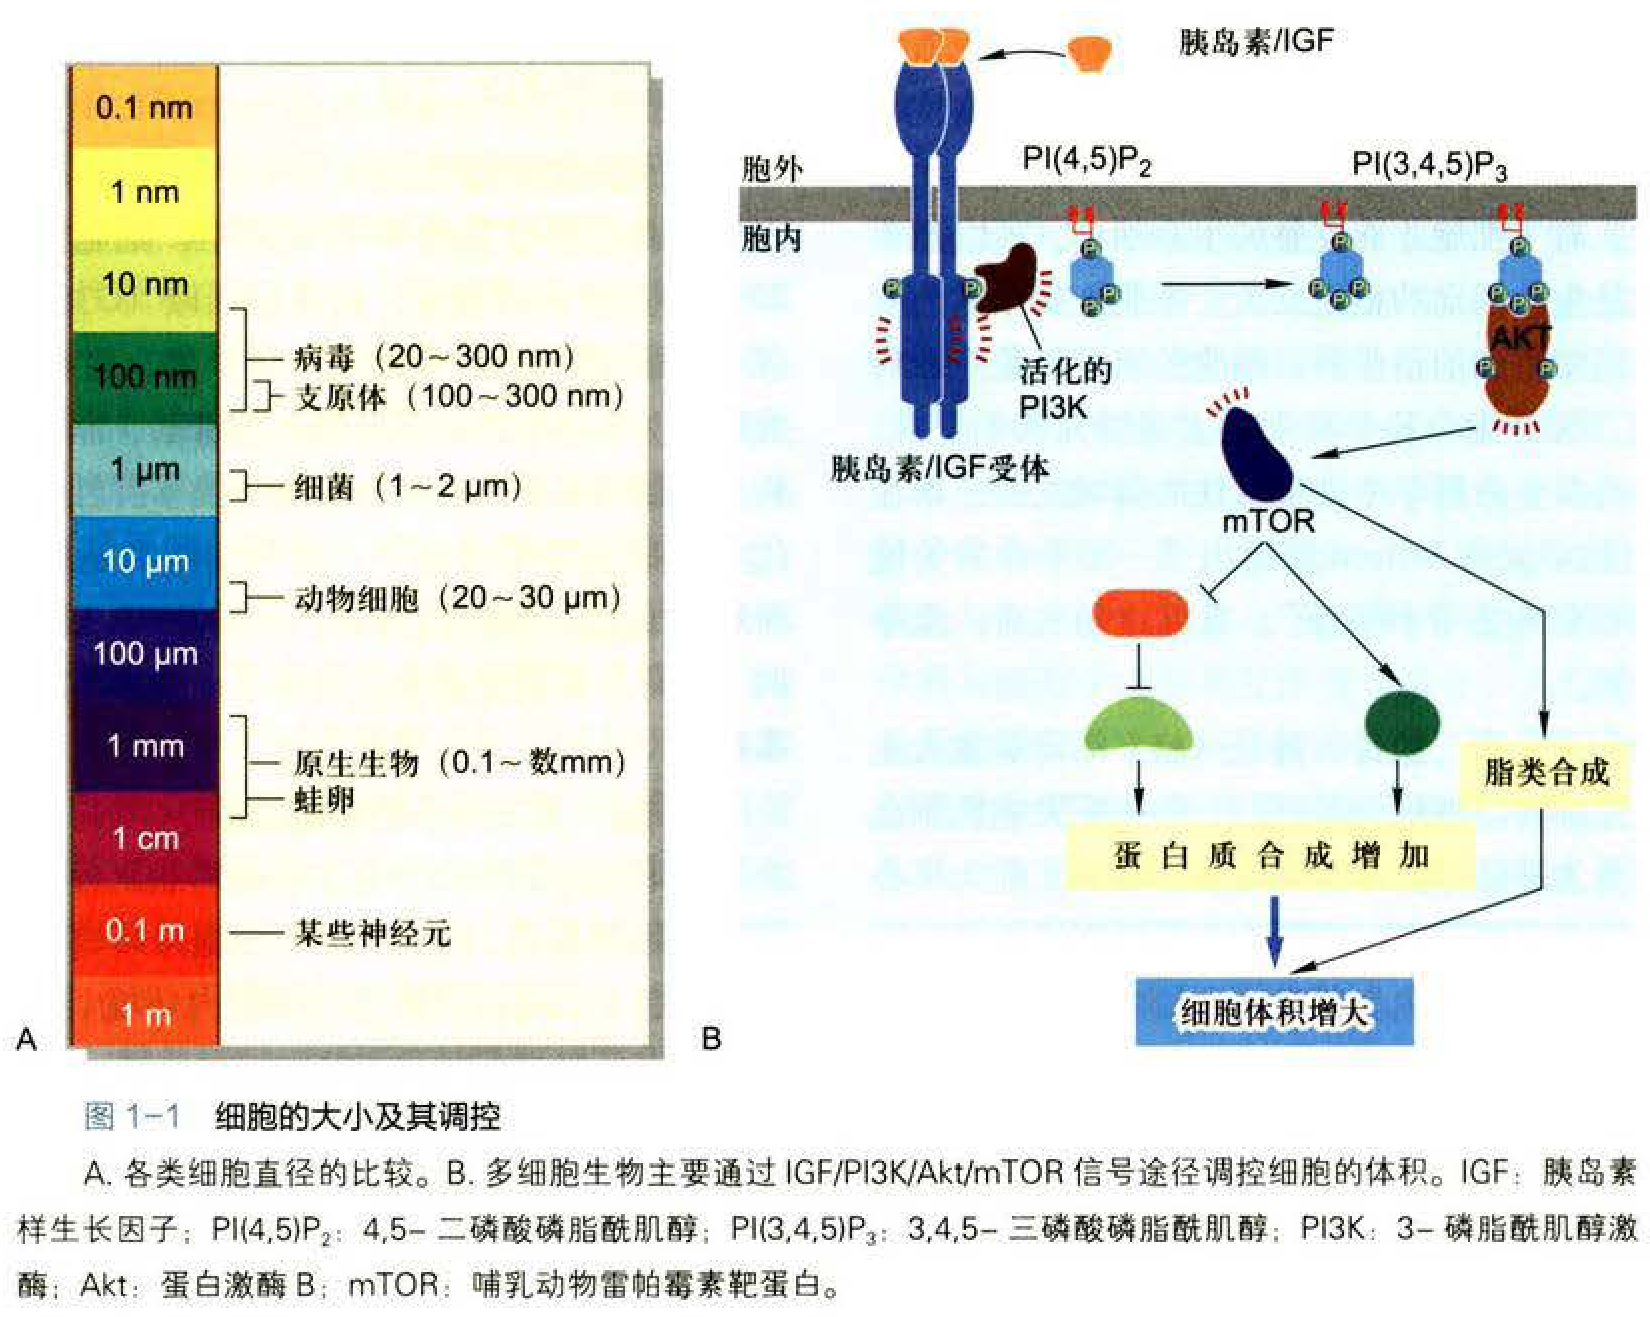 0.1 nm
1 nm
10 nm
100 nm
1 μm
10 μm
100 μm
1 mm
1 cm
0.1 m
1 m
病毒（20～300 nm）
支原体（100～300 nm）
细菌（1～2 μm）
动物细胞（20～30 μm）
原生生物（0.1～数mm）
蛙卵
某些神经元
A
胰岛素/IGF
胞外
PI(4,5)P₂
PI(3,4,5)P₃
胞内
P
P
P
P
P
P
P
P
P
P
P
P
P
AKT
P
P
活化的
PI3K
胰岛素/IGF受体
mTOR
脂类合成
蛋白质合成增加
细胞体积增大
B
图 1-1 细胞的大小及其调控
A. 各类细胞直径的比较。B. 多细胞生物主要通过 IGF/PI3K/Akt/mTOR 信号途径调控细胞的体积。IGF：胰岛素
样生长因子；PI(4,5)P₂：4,5- 二磷酸磷脂酰肌醇；PI(3,4,5)P₃：3,4,5- 三磷酸磷脂酰肌醇；PI3K：3- 磷脂酰肌醇激
酶；Akt：蛋白激酶 B；mTOR：哺乳动物雷帕霉素靶蛋白。